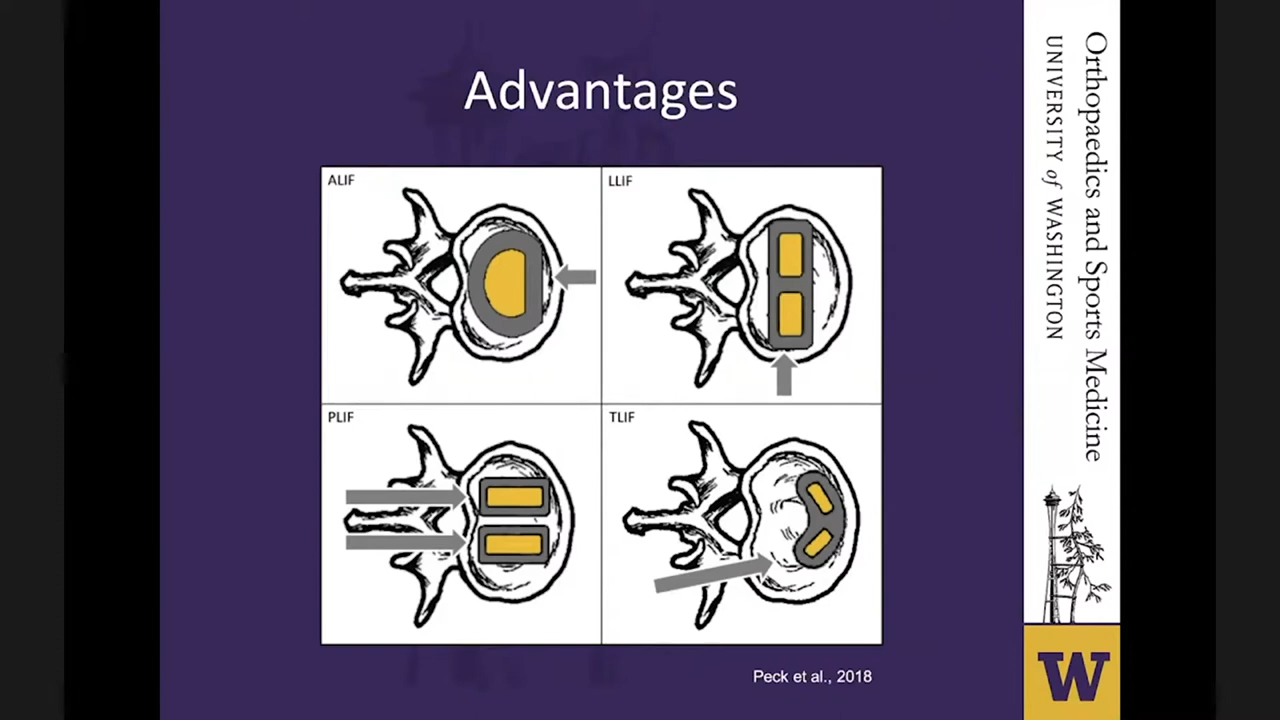 Advantages
ALIF
LLIF
PLIF
TLIF
Peck et al., 2018
Orthopaedics and Sports Medicine
UNIVERSITY of WASHINGTON
W